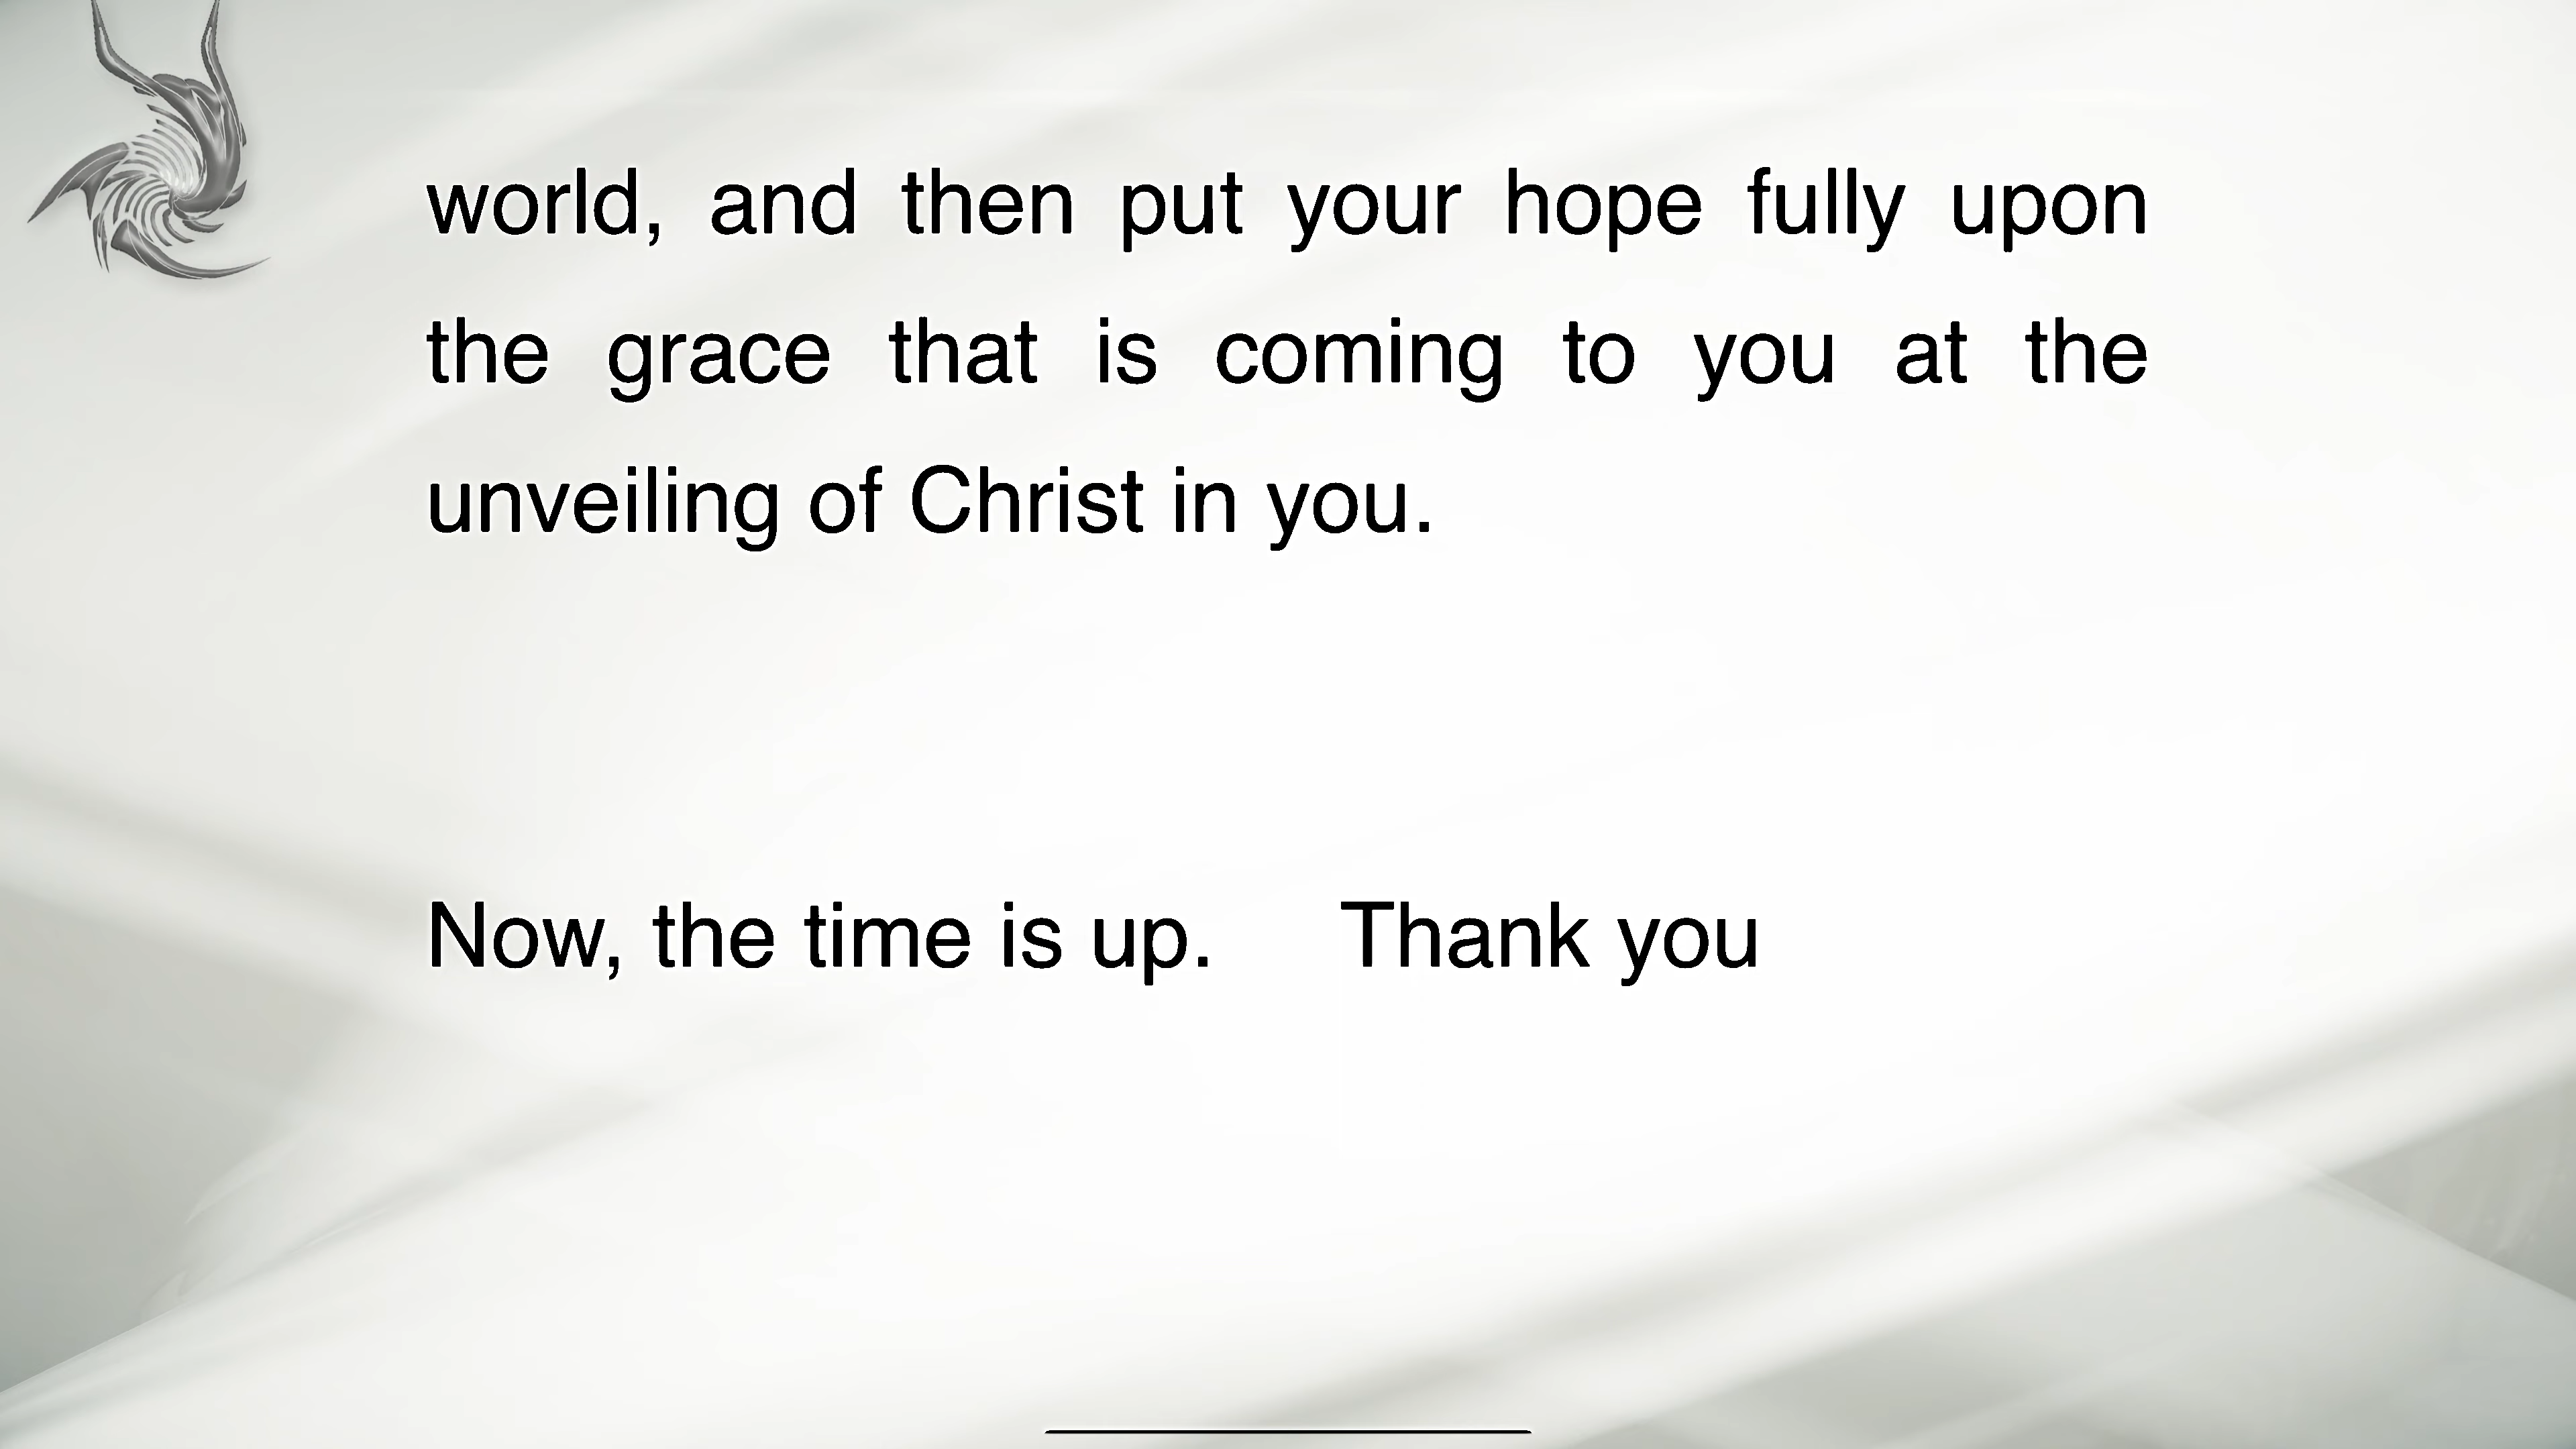 world, and then put your hope fully upon
the grace that is coming to you at the
unveiling of Christ in you.
Now, the time is up. Thank you